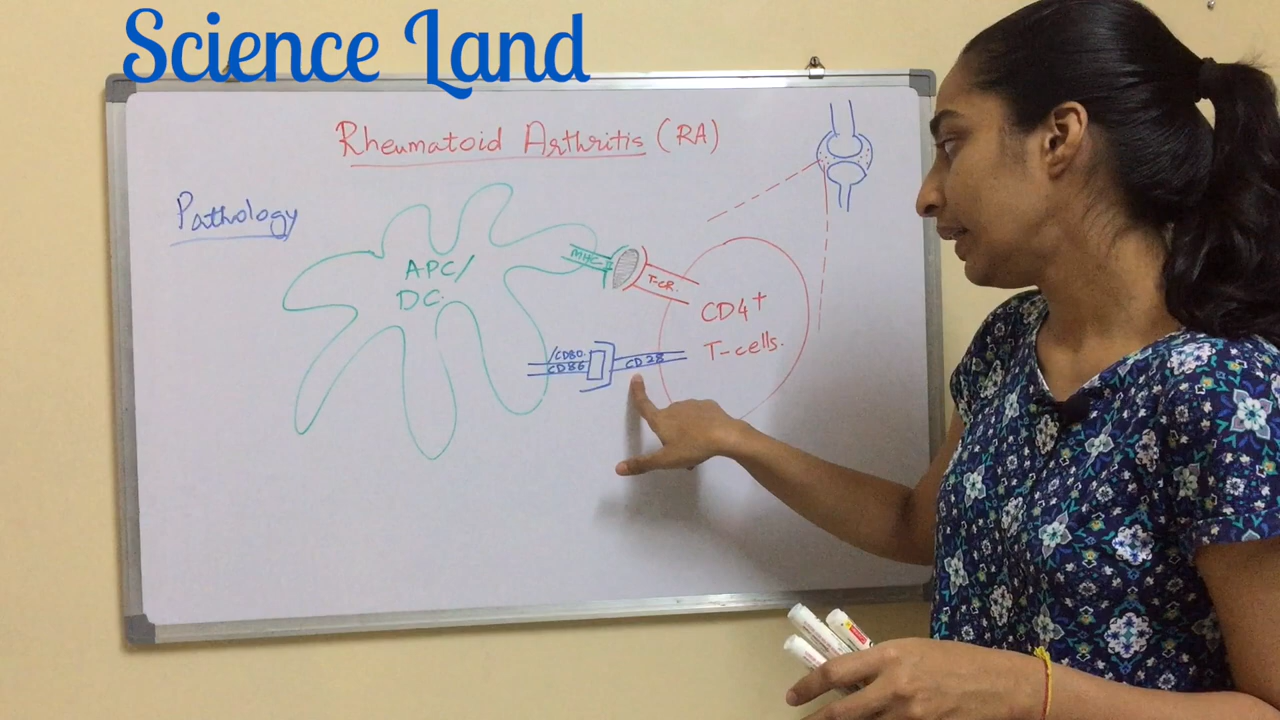 Science Land
Rheumatoid Arthritis (RA)
Pathology
APC/
DC.
MHC-II
T-CR.
CD4+
T-cells.
CD80.
CD86
CD28